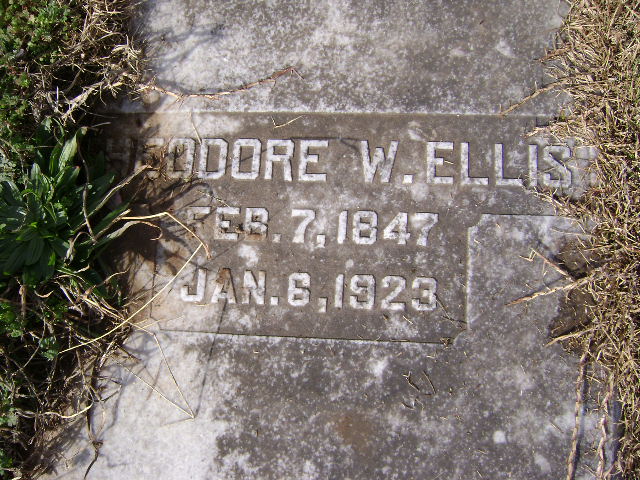 THEODORE W. ELLIS
FEB. 7, 1847
JAN. 6, 1923